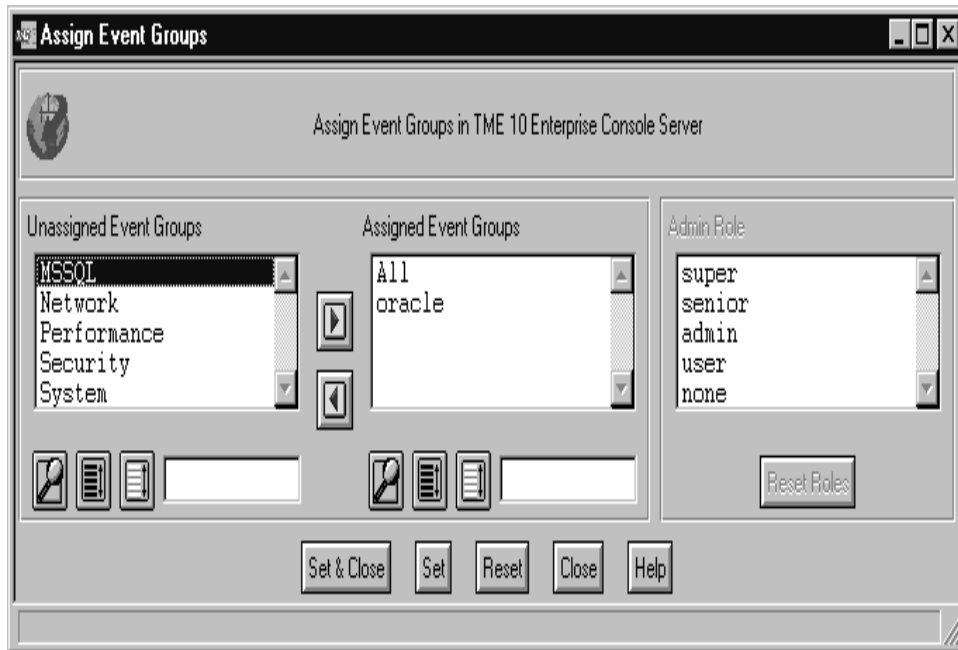 Assign Event Groups
Assign Event Groups in TME 10 Enterprise Console Server
Unassigned Event Groups
MSSQL
Network
Performance
Security
System
Assigned Event Groups
All
oracle
Admin Role
super
senior
admin
user
none
Reset Roles
Set & Close
Set
Reset
Close
Help